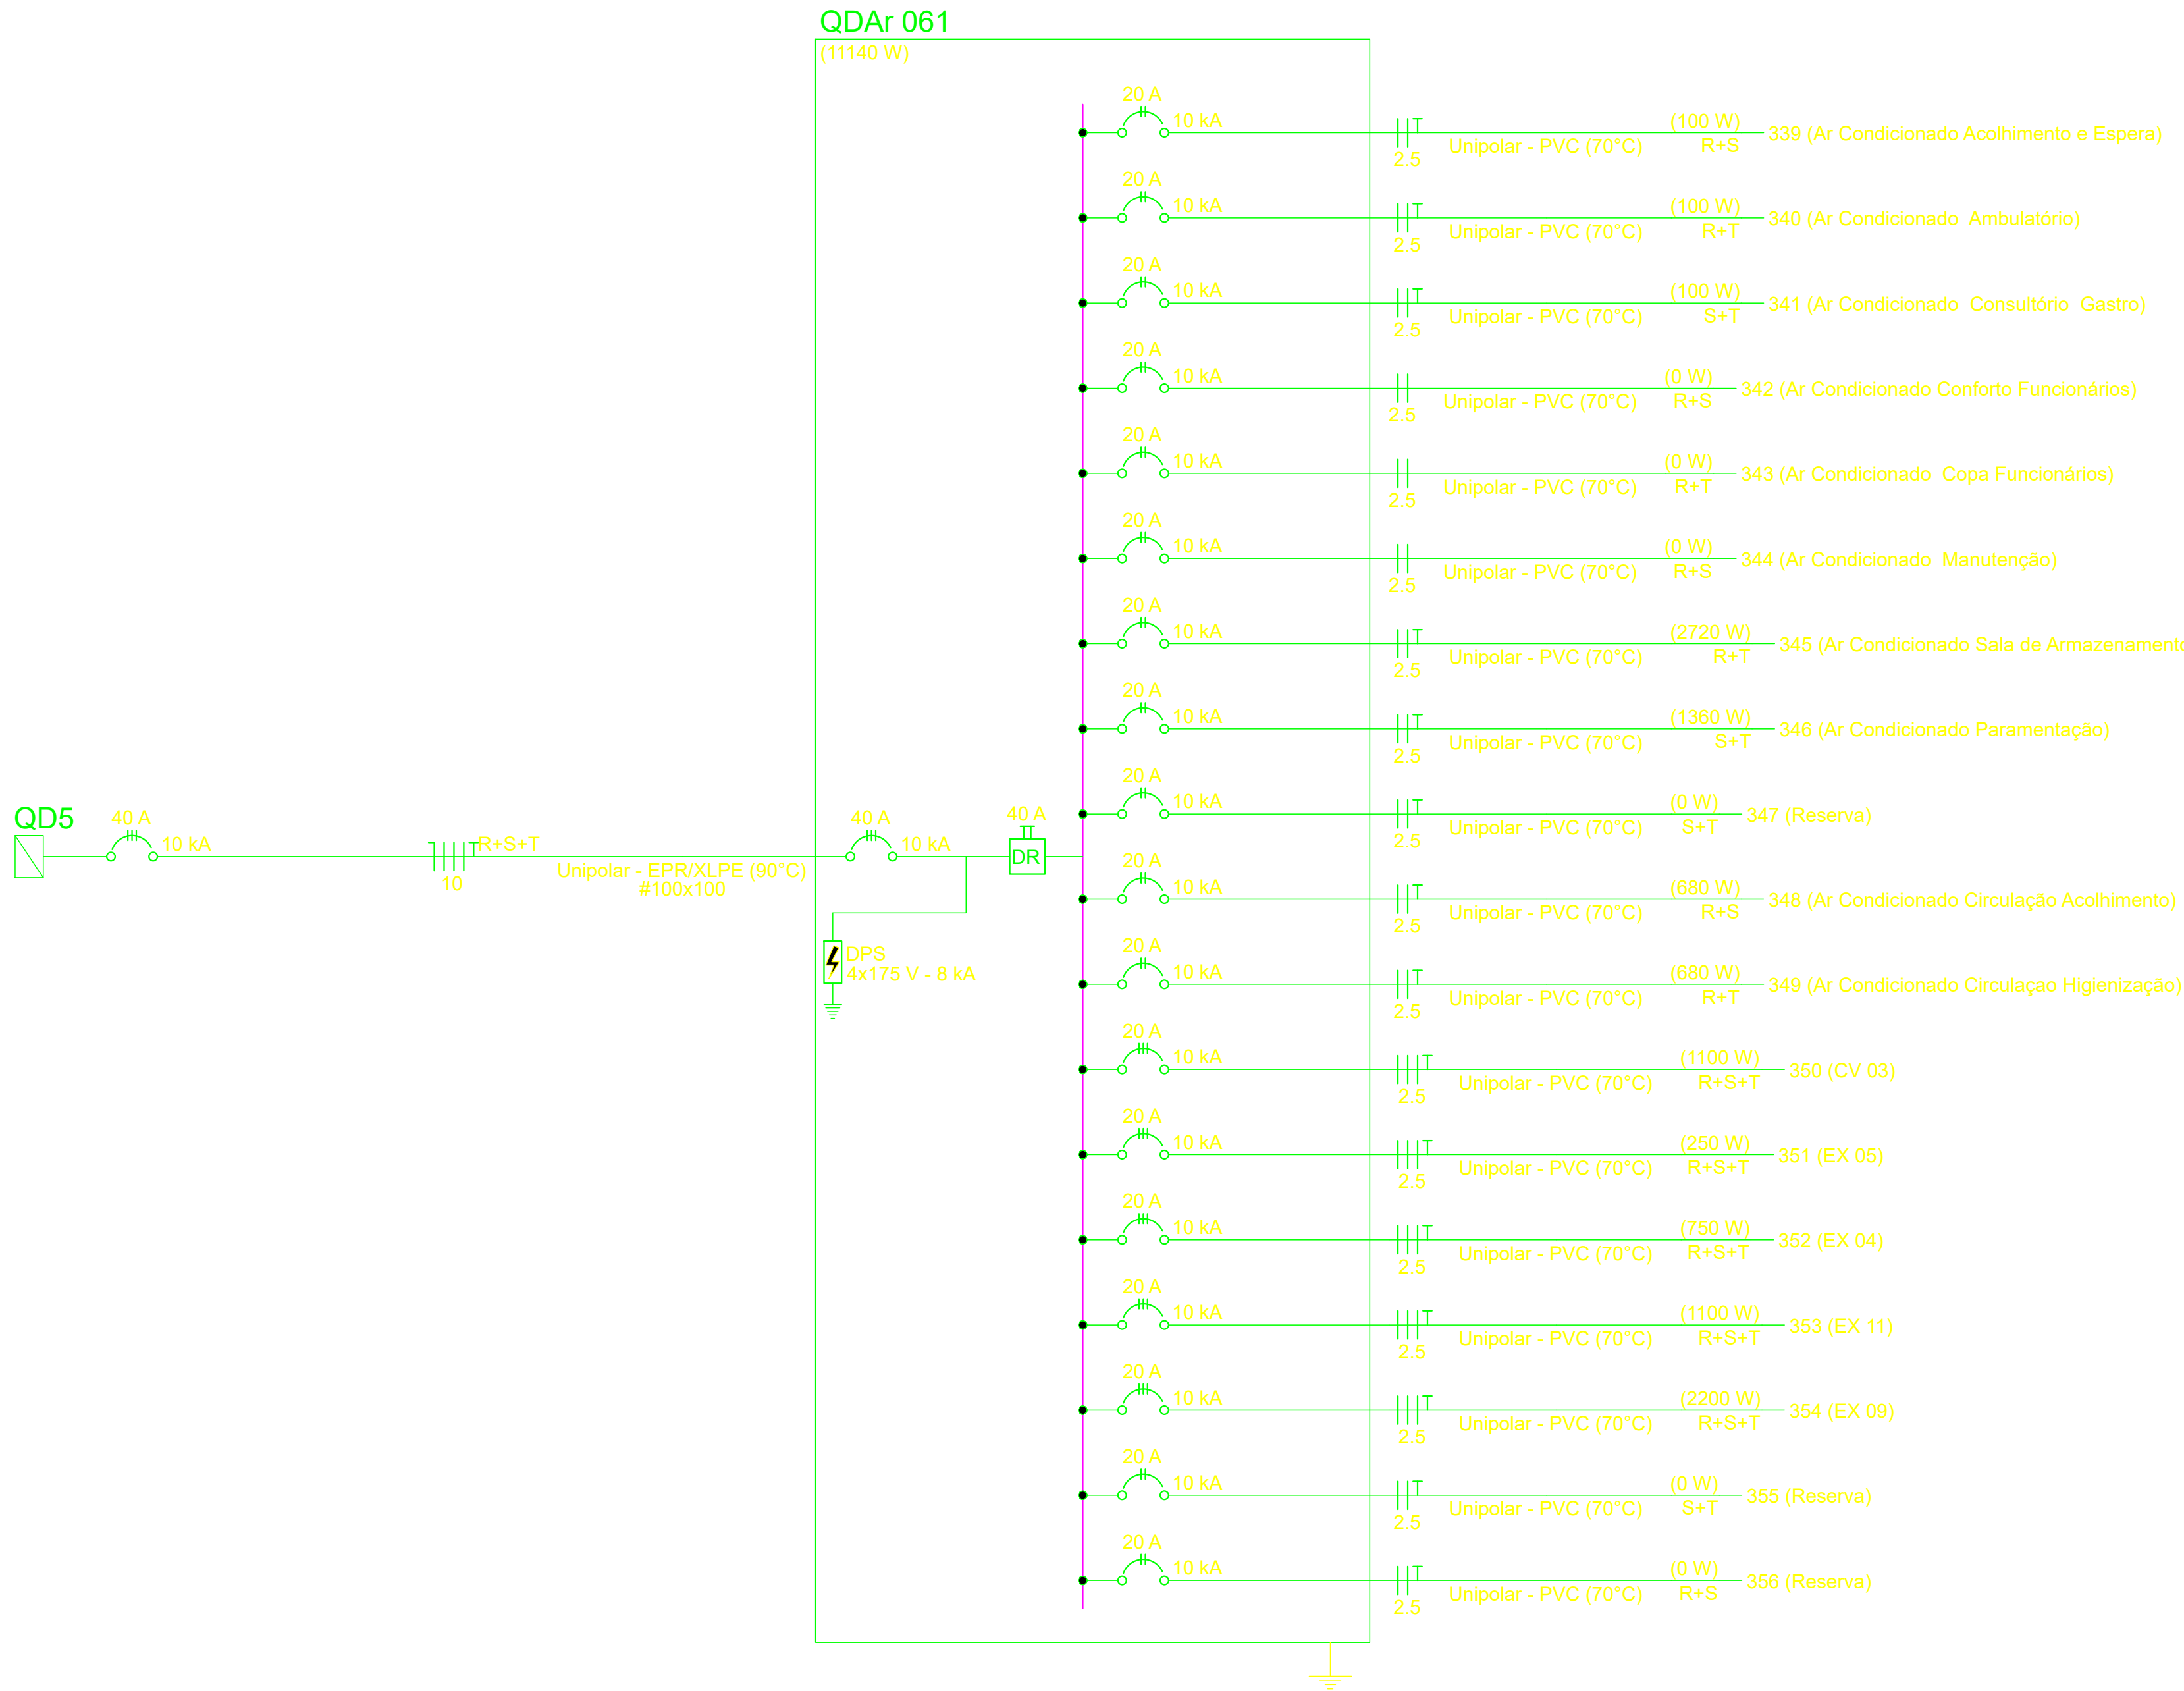 QDAr 061
(11140 W)
20 A
10 kA
2.5
Unipolar - PVC (70°C)
(100 W)
R+S
339 (Ar Condicionado Acolhimento e Espera)
20 A
10 kA
2.5
Unipolar - PVC (70°C)
(100 W)
R+T
340 (Ar Condicionado Ambulatório)
20 A
10 kA
2.5
Unipolar - PVC (70°C)
(100 W)
S+T
341 (Ar Condicionado Consultório Gastro)
20 A
10 kA
2.5
Unipolar - PVC (70°C)
(0 W)
R+S
342 (Ar Condicionado Conforto Funcionários)
20 A
10 kA
2.5
Unipolar - PVC (70°C)
(0 W)
R+T
343 (Ar Condicionado Copa Funcionários)
20 A
10 kA
2.5
Unipolar - PVC (70°C)
(0 W)
R+S
344 (Ar Condicionado Manutenção)
20 A
10 kA
2.5
Unipolar - PVC (70°C)
(2720 W)
R+T
345 (Ar Condicionado Sala de Armazenamento
20 A
10 kA
2.5
Unipolar - PVC (70°C)
(1360 W)
S+T
346 (Ar Condicionado Paramentação)
20 A
10 kA
2.5
Unipolar - PVC (70°C)
(0 W)
S+T
347 (Reserva)
QD5
40 A
10 kA
T
T
R+S+T
10
Unipolar - EPR/XLPE (90°C)
#100x100
40 A
10 kA
40 A
DR
DPS
4x175 V - 8 kA
20 A
10 kA
2.5
Unipolar - PVC (70°C)
(680 W)
R+S
348 (Ar Condicionado Circulação Acolhimento)
20 A
10 kA
2.5
Unipolar - PVC (70°C)
(680 W)
R+T
349 (Ar Condicionado Circulaçao Higienização)
20 A
10 kA
2.5
Unipolar - PVC (70°C)
(1100 W)
R+S+T
350 (CV 03)
20 A
10 kA
2.5
Unipolar - PVC (70°C)
(250 W)
R+S+T
351 (EX 05)
20 A
10 kA
2.5
Unipolar - PVC (70°C)
(750 W)
R+S+T
352 (EX 04)
20 A
10 kA
2.5
Unipolar - PVC (70°C)
(1100 W)
R+S+T
353 (EX 11)
20 A
10 kA
2.5
Unipolar - PVC (70°C)
(2200 W)
R+S+T
354 (EX 09)
20 A
10 kA
2.5
Unipolar - PVC (70°C)
(0 W)
S+T
355 (Reserva)
20 A
10 kA
2.5
Unipolar - PVC (70°C)
(0 W)
R+S
356 (Reserva)